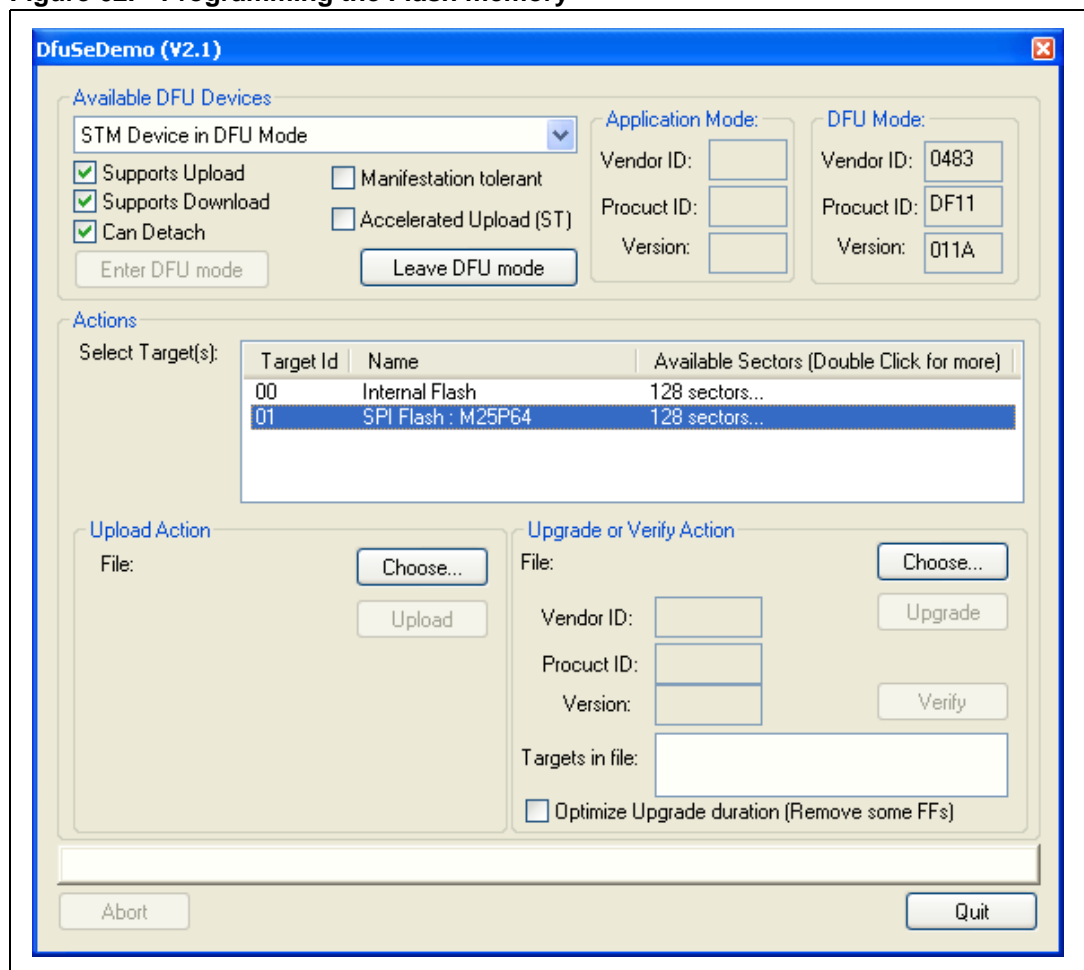 DfuSeDemo (V2.1)
Available DFU Devices
STM Device in DFU Mode
Supports Upload
Supports Download
Can Detach
Manifestation tolerant
Accelerated Upload (ST)
Enter DFU mode
Leave DFU mode
Application Mode:
Vendor ID:
Procuct ID:
Version:
DFU Mode:
Vendor ID: 0483
Procuct ID: DF11
Version: 011A
Actions
Select Target(s):
Target Id Name Available Sectors (Double Click for more)
00 Internal Flash 128 sectors...
01 SPI Flash : M25P64 128 sectors...
Upload Action
File: Choose...
Upload
Upgrade or Verify Action
File: Choose...
Vendor ID: Upgrade
Procuct ID:
Version: Verify
Targets in file:
Optimize Upgrade duration (Remove some FFs)
Abort
Quit